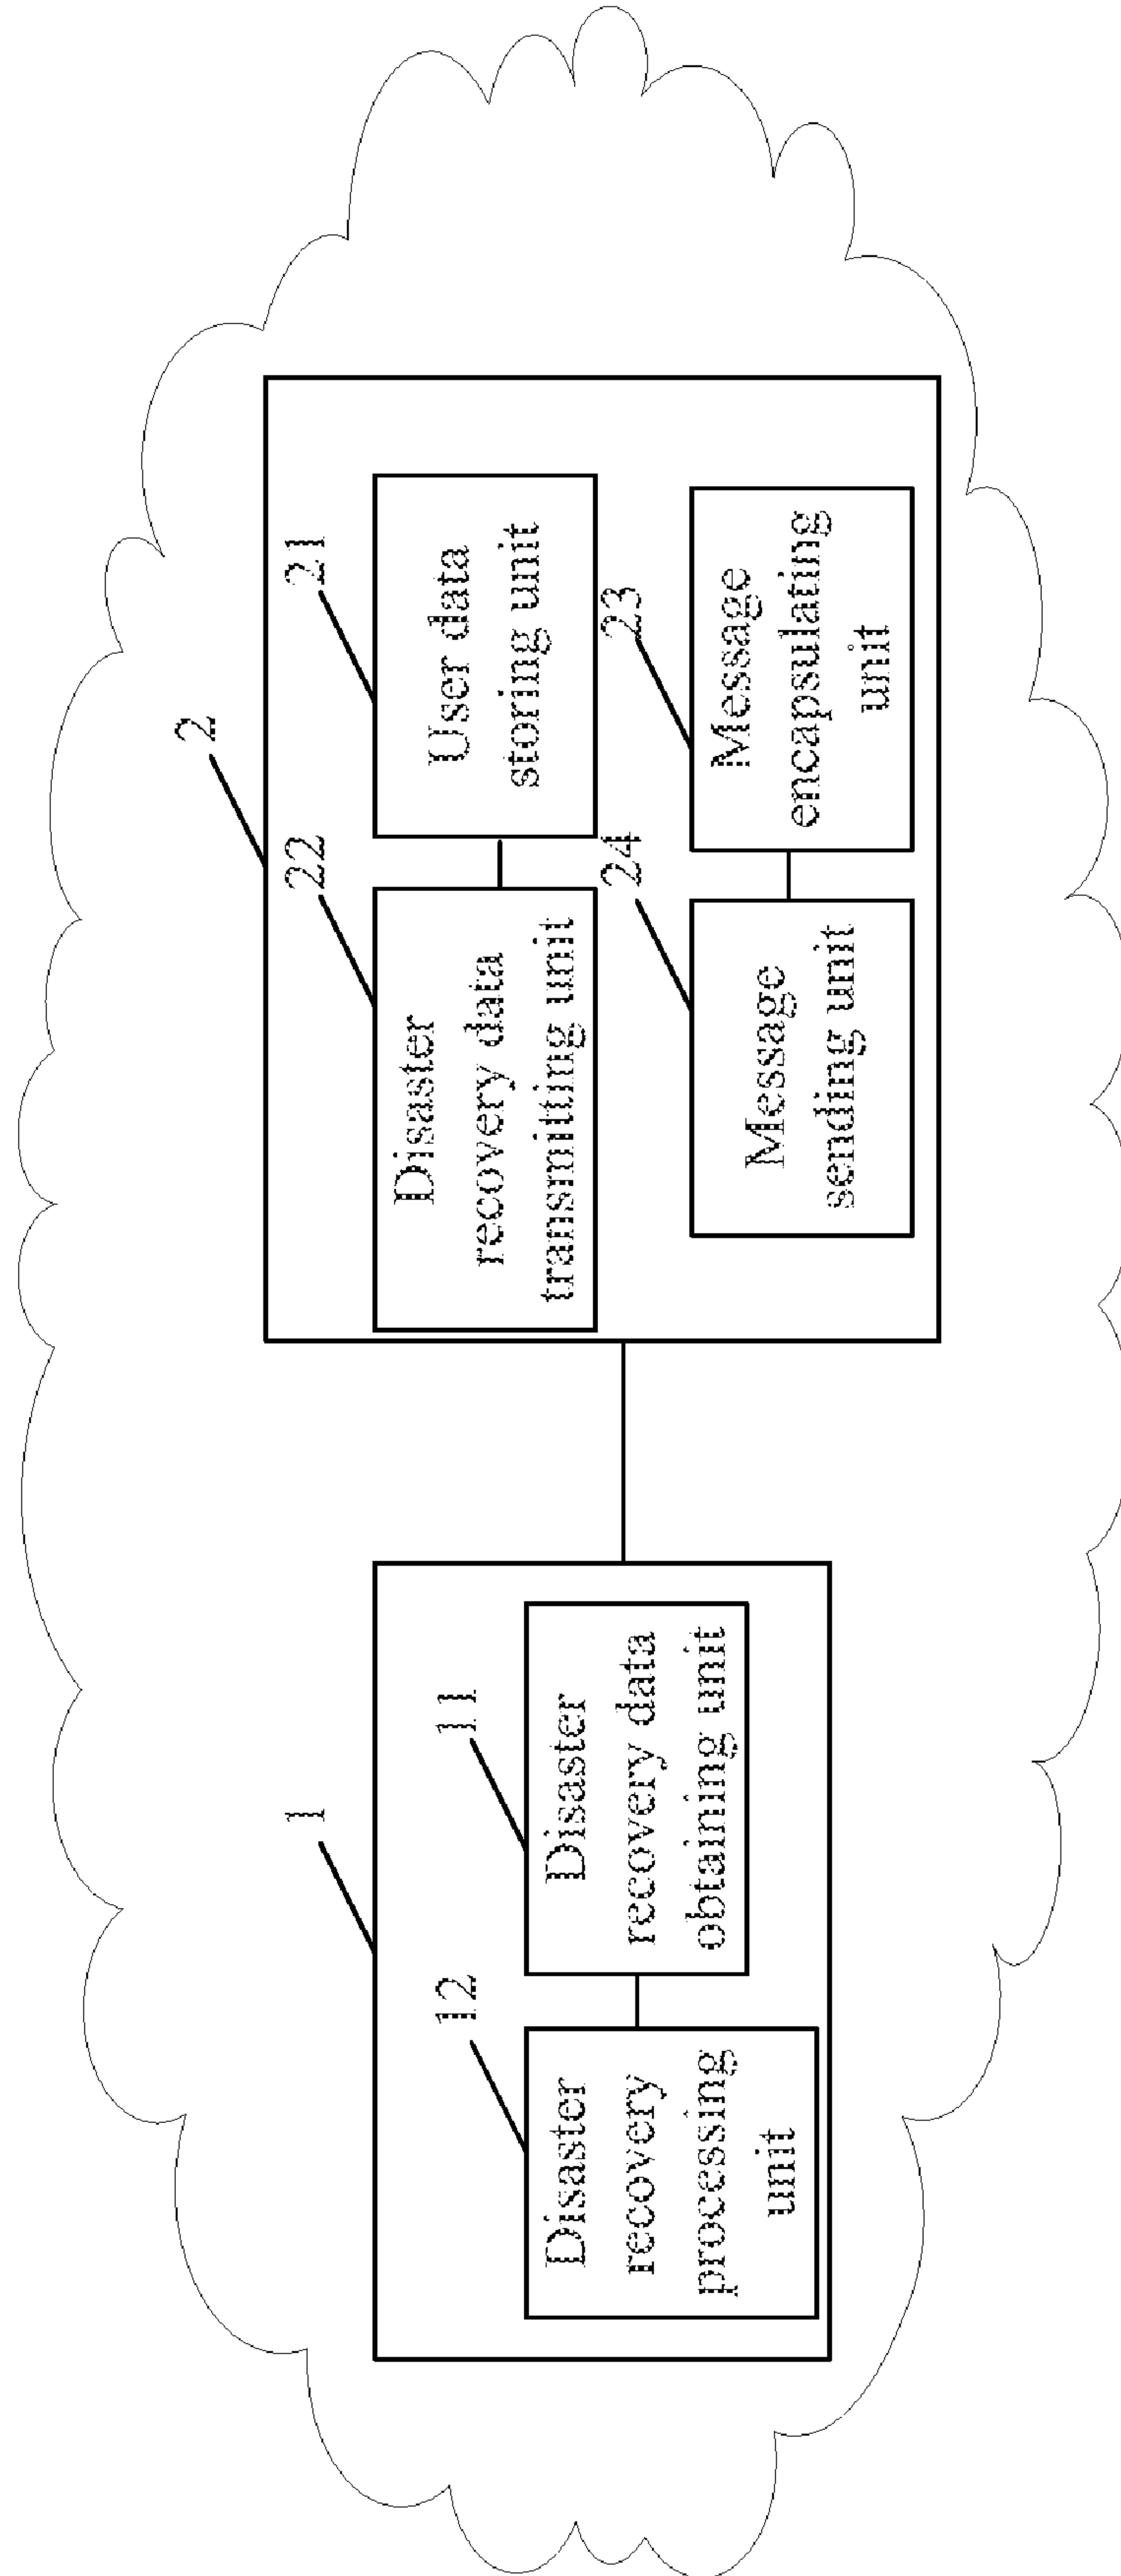 2
22
21
Disaster
recovery data
transmitting unit
User data
storing unit
24
23
Message
sending unit
Message
encapsulating
unit
1
12
11
Disaster
recovery
processing
unit
Disaster
recovery data
obtaining unit